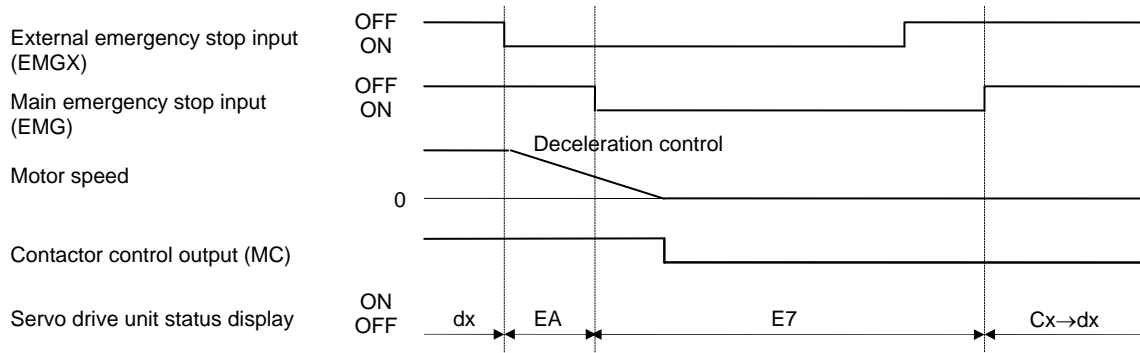 External emergency stop input
(EMGX)
OFF
ON
Main emergency stop input
(EMG)
OFF
ON
Deceleration control
Motor speed
0
Contactor control output (MC)
Servo drive unit status display
ON
OFF
dx
EA
E7
Cx→dx